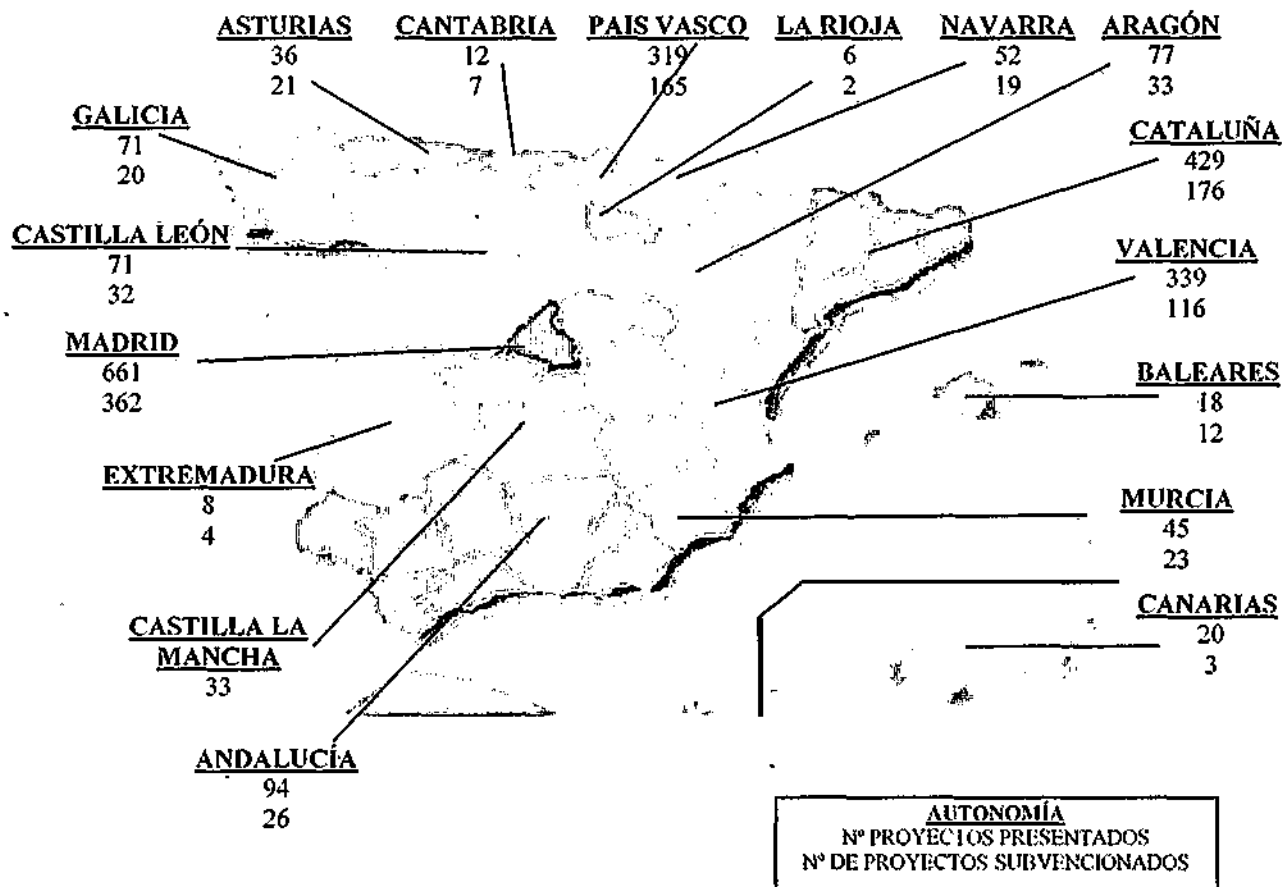 ASTURIAS
36
21
CANTABRIA
12
7
PAIS VASCO
319
165
LA RIOJA
6
2
NAVARRA
52
19
ARAGÓN
77
33
GALICIA
71
20
CATALUÑA
429
176
CASTILLA LEÓN
71
32
VALENCIA
339
116
MADRID
661
362
BALEARES
18
12
EXTREMADURA
8
4
MURCIA
45
23
CASTILLA LA
MANCHA
33
CANARIAS
20
3
ANDALUCÍA
94
26
AUTONOMÍA
Nº PROYECTOS PRESENTADOS
Nº DE PROYECTOS SUBVENCIONADOS